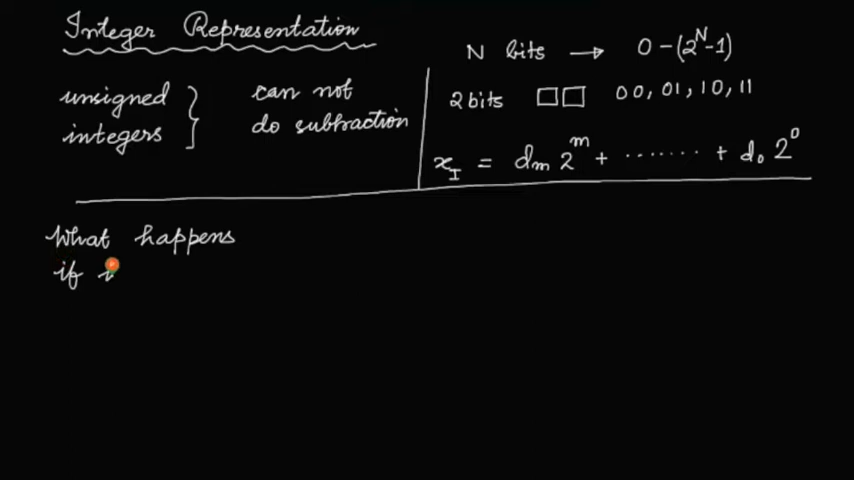 Integer Representation
unsigned
integers
can not
do subtraction
N bits → 0 - (2^N - 1)
2 bits □□ 00, 01, 10, 11
x_I = d_m 2^m + ....... + d_0 2^0
What happens
if i